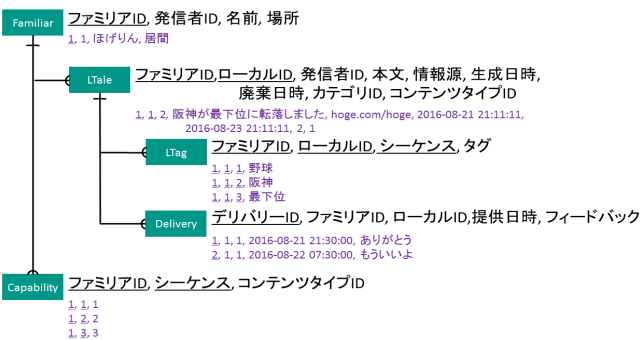 Familiar ファミリアID, 発信者ID, 名前, 場所
1, 1, ほげりん, 居間
LTale ファミリアID,ローカルID, 発信者ID, 本文, 情報源, 生成日時,
廃棄日時, カテゴリID, コンテンツタイプID
1, 1, 2, 阪神が最下位に転落しました, hoge.com/hoge, 2016-08-21 21:11:11,
2016-08-23 21:11:11, 2, 1
LTag ファミリアID, ローカルID, シーケンス, タグ
1, 1, 1, 野球
1, 1, 2, 阪神
1, 1, 3, 最下位
Delivery デリバリーID, ファミリアID, ローカルID,提供日時, フィードバック
1, 1, 1, 2016-08-21 21:30:00, ありがとう
2, 1, 1, 2016-08-22 07:30:00, もういいよ
Capability ファミリアID, シーケンス, コンテンツタイプID
1, 1, 1
1, 2, 2
1, 3, 3